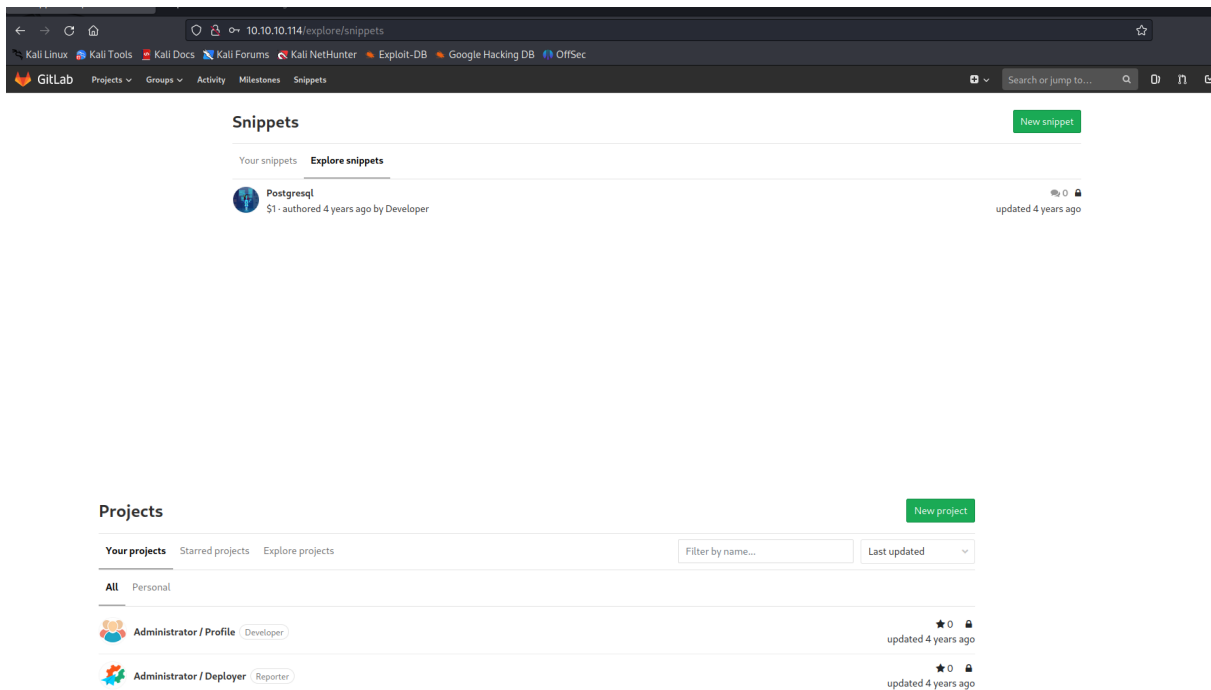 10.10.10.114/explore/snippets
Kali Linux Kali Tools Kali Docs Kali Forums Kali NetHunter Exploit-DB Google Hacking DB OffSec
GitLab Projects Groups Activity Milestones Snippets Search or jump to...
Snippets New snippet
Your snippets Explore snippets
Postgresql 0
$1 · authored 4 years ago by Developer updated 4 years ago
Projects New project
Your projects Starred projects Explore projects Filter by name... Last updated
All Personal
Administrator / Profile Developer 0
updated 4 years ago
Administrator / Deployer Reporter 0
updated 4 years ago